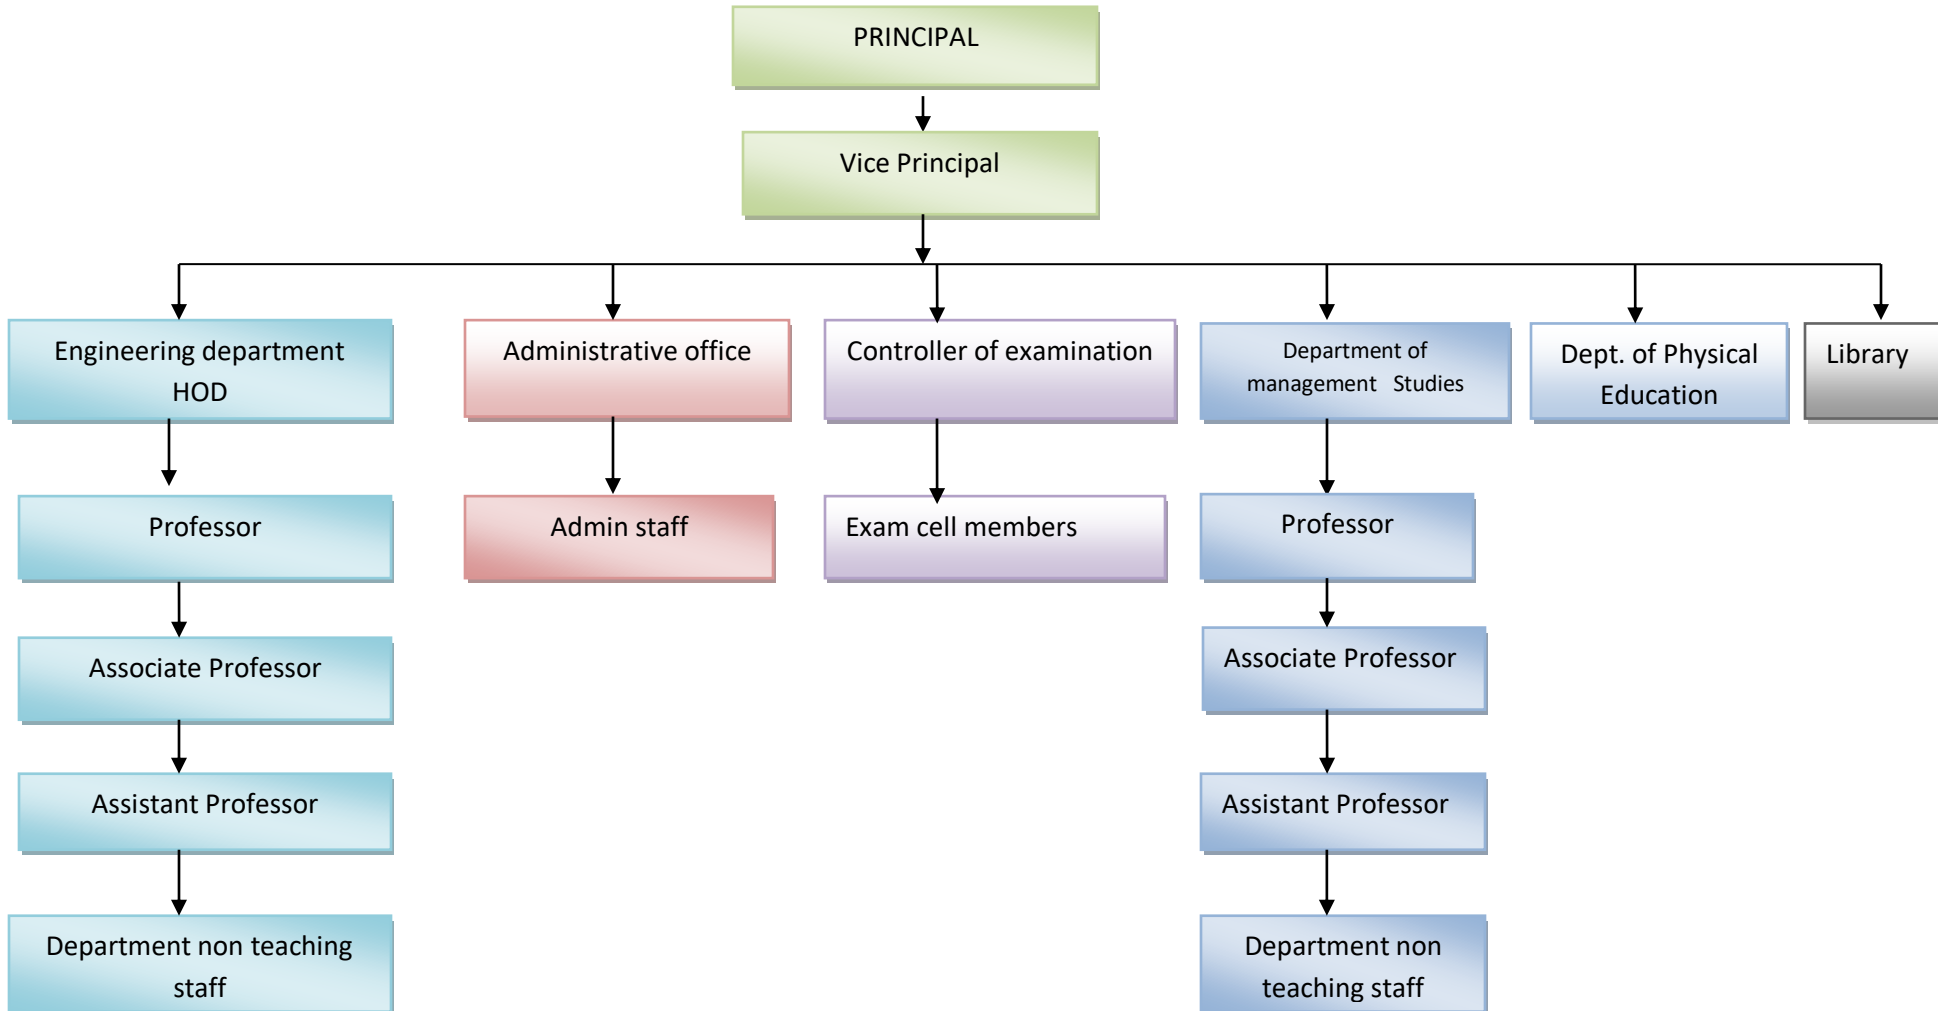 PRINCIPAL
Vice Principal
Engineering department
HOD
Administrative office
Controller of examination
Department of
management Studies
Dept. of Physical
Education
Library
Professor
Admin staff
Exam cell members
Professor
Associate Professor
Associate Professor
Assistant Professor
Assistant Professor
Department non teaching
staff
Department non
teaching staff